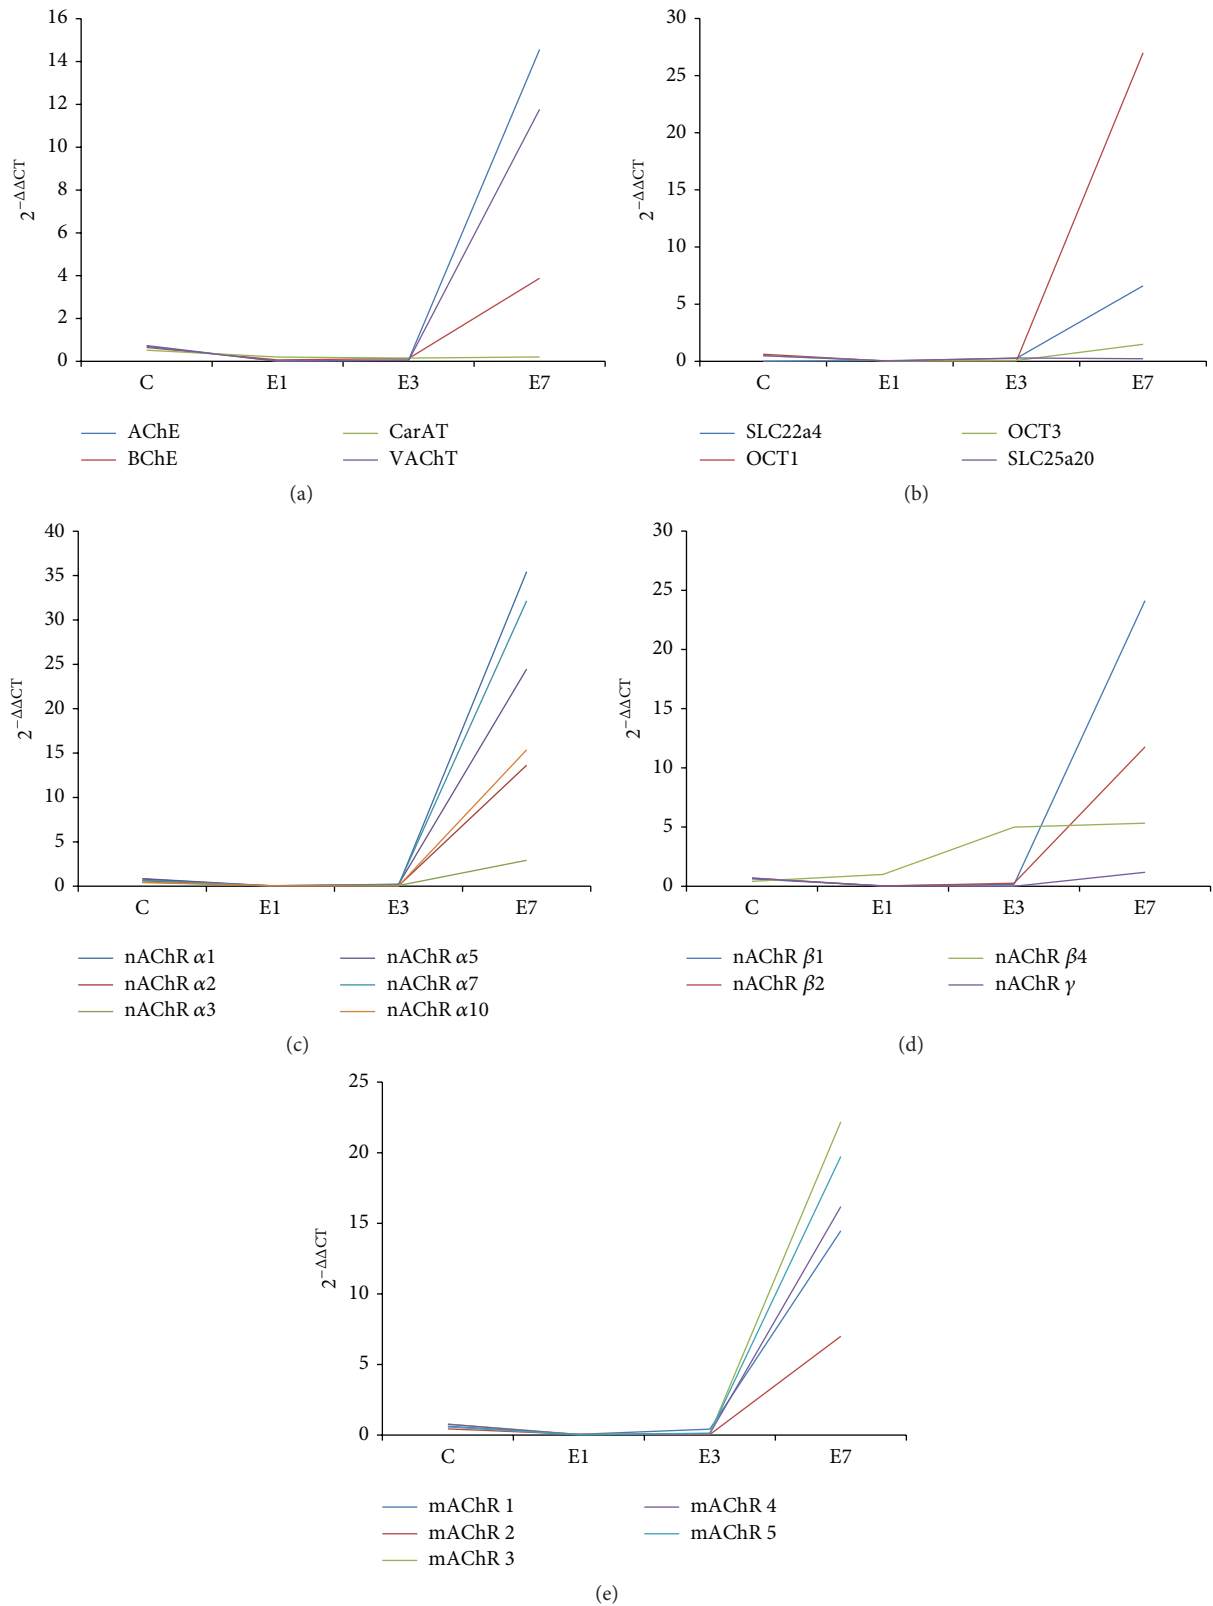 16
14
12
10
8
6
4
2
0
2^−ΔΔCT
C E1 E3 E7
AChE CarAT
BChE VAChT
(a)
30
25
20
15
10
5
0
2^−ΔΔCT
C E1 E3 E7
SLC22a4 OCT3
OCT1 SLC25a20
(b)
40
35
30
25
20
15
10
5
0
2^−ΔΔCT
C E1 E3 E7
nAChR α1 nAChR α5
nAChR α2 nAChR α7
nAChR α3 nAChR α10
(c)
30
25
20
15
10
5
0
2^−ΔΔCT
C E1 E3 E7
nAChR β1 nAChR β4
nAChR β2 nAChR γ
(d)
25
20
15
10
5
0
2^−ΔΔCT
C E1 E3 E7
mAChR 1 mAChR 4
mAChR 2 mAChR 5
mAChR 3
(e)